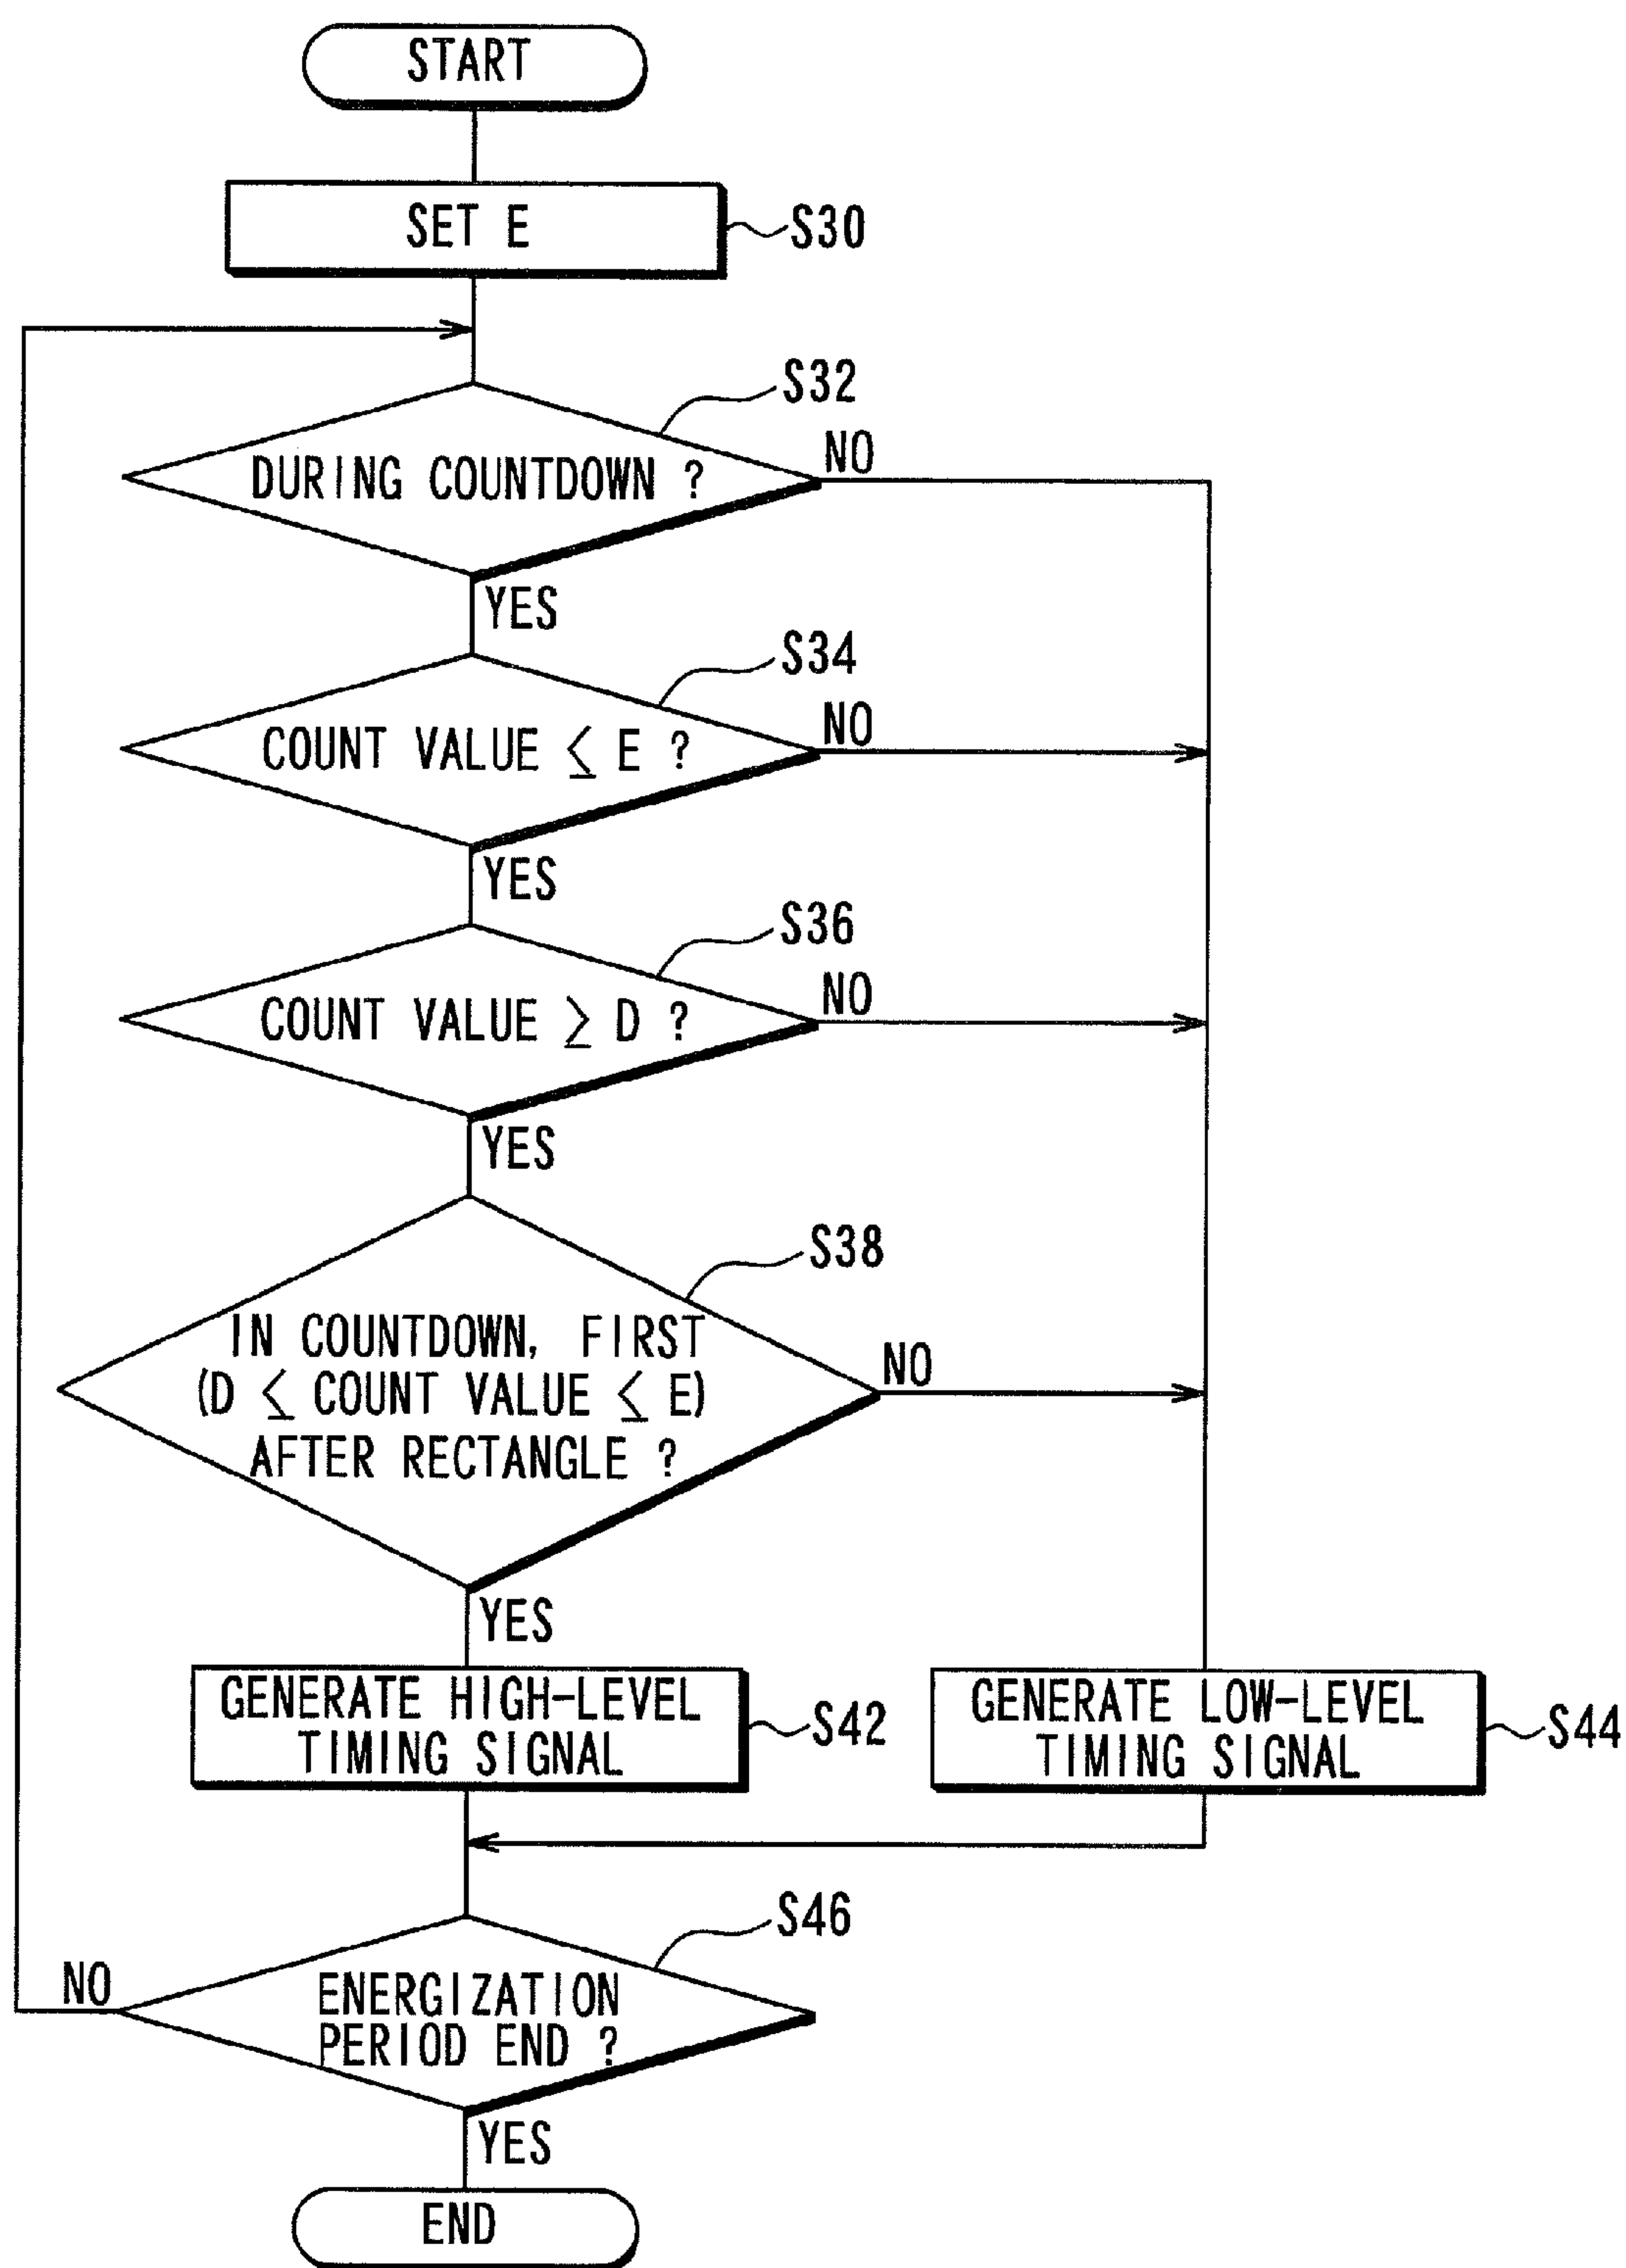 START
SET E
S30
S32
DURING COUNTDOWN ?
NO
YES
S34
COUNT VALUE ≤ E ?
NO
YES
S36
COUNT VALUE ≥ D ?
NO
YES
S38
IN COUNTDOWN, FIRST
(D ≤ COUNT VALUE ≤ E)
AFTER RECTANGLE ?
NO
YES
GENERATE HIGH-LEVEL
TIMING SIGNAL
S42
GENERATE LOW-LEVEL
TIMING SIGNAL
S44
S46
ENERGIZATION
PERIOD END ?
NO
YES
END